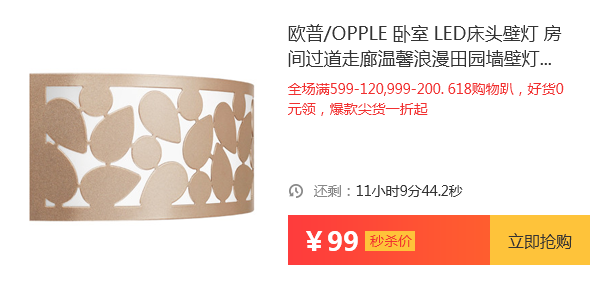 欧普/OPPLE 卧室 LED床头壁灯 房
间过道走廊温馨浪漫田园墙壁灯...
全场满599-120,999-200. 618购物趴，好货0
元领，爆款尖货一折起
还剩：11小时9分44.2秒
¥99 秒杀价 立即抢购